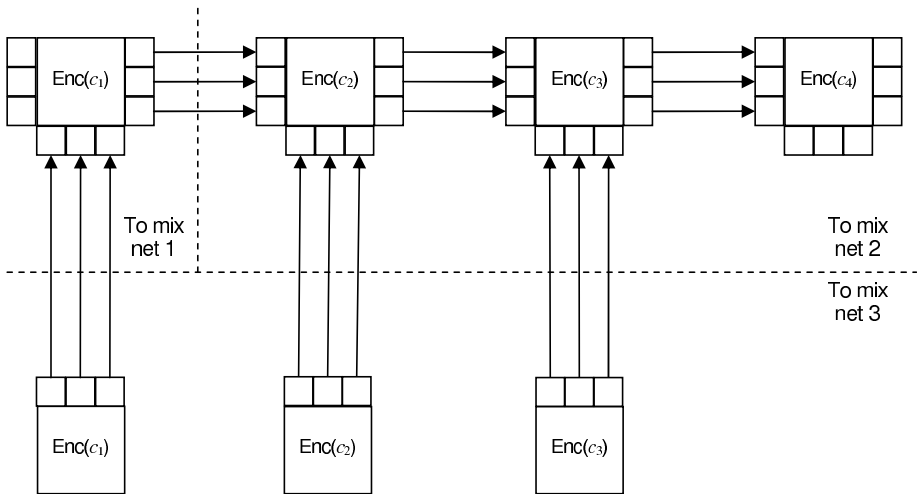 Enc(c₁)
Enc(c₂)
Enc(c₃)
Enc(c₄)
To mix
net 1
To mix
net 2
To mix
net 3
Enc(c₁)
Enc(c₂)
Enc(c₃)